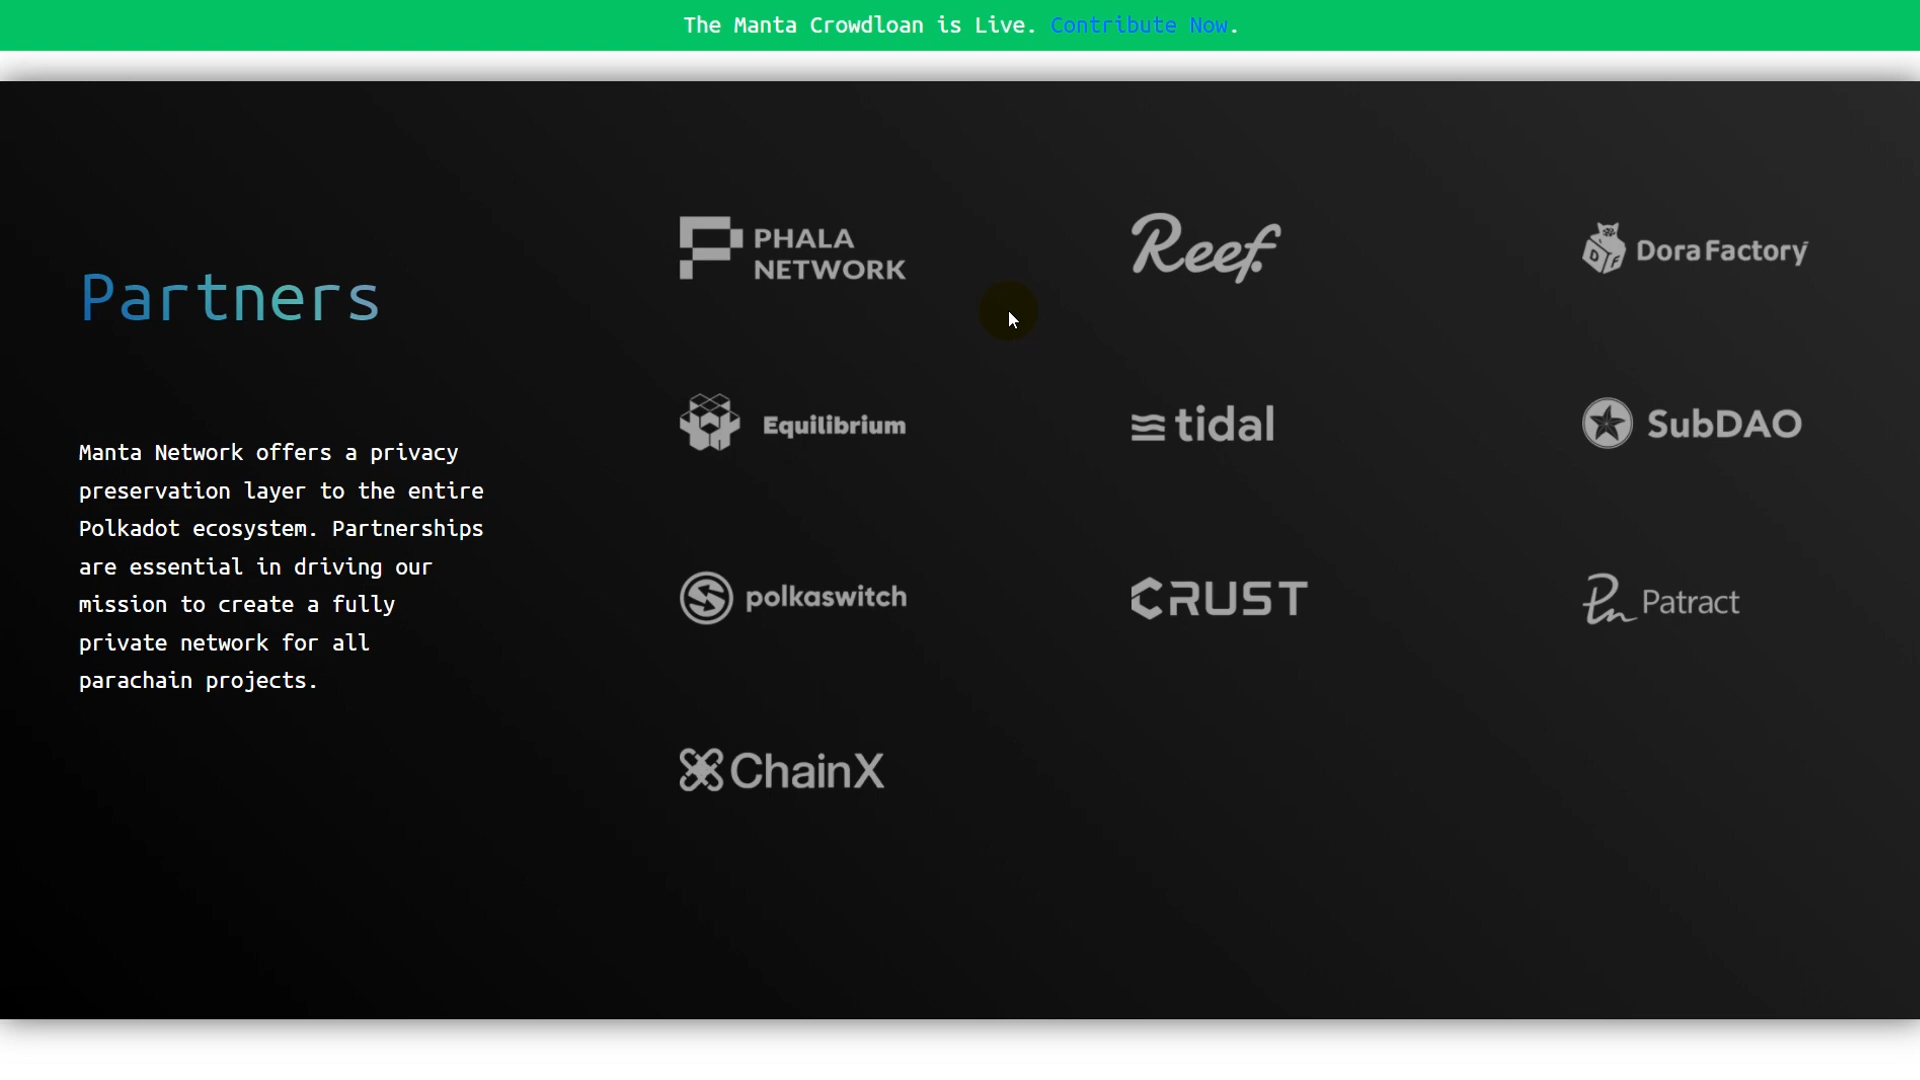 The Manta Crowdloan is Live. Contribute Now.
Partners
Manta Network offers a privacy
preservation layer to the entire
Polkadot ecosystem. Partnerships
are essential in driving our
mission to create a fully
private network for all
parachain projects.
PHALA
NETWORK
Reef.
DoraFactory
Equilibrium
tidal
SubDAO
polkaswitch
CRUST
Patract
ChainX